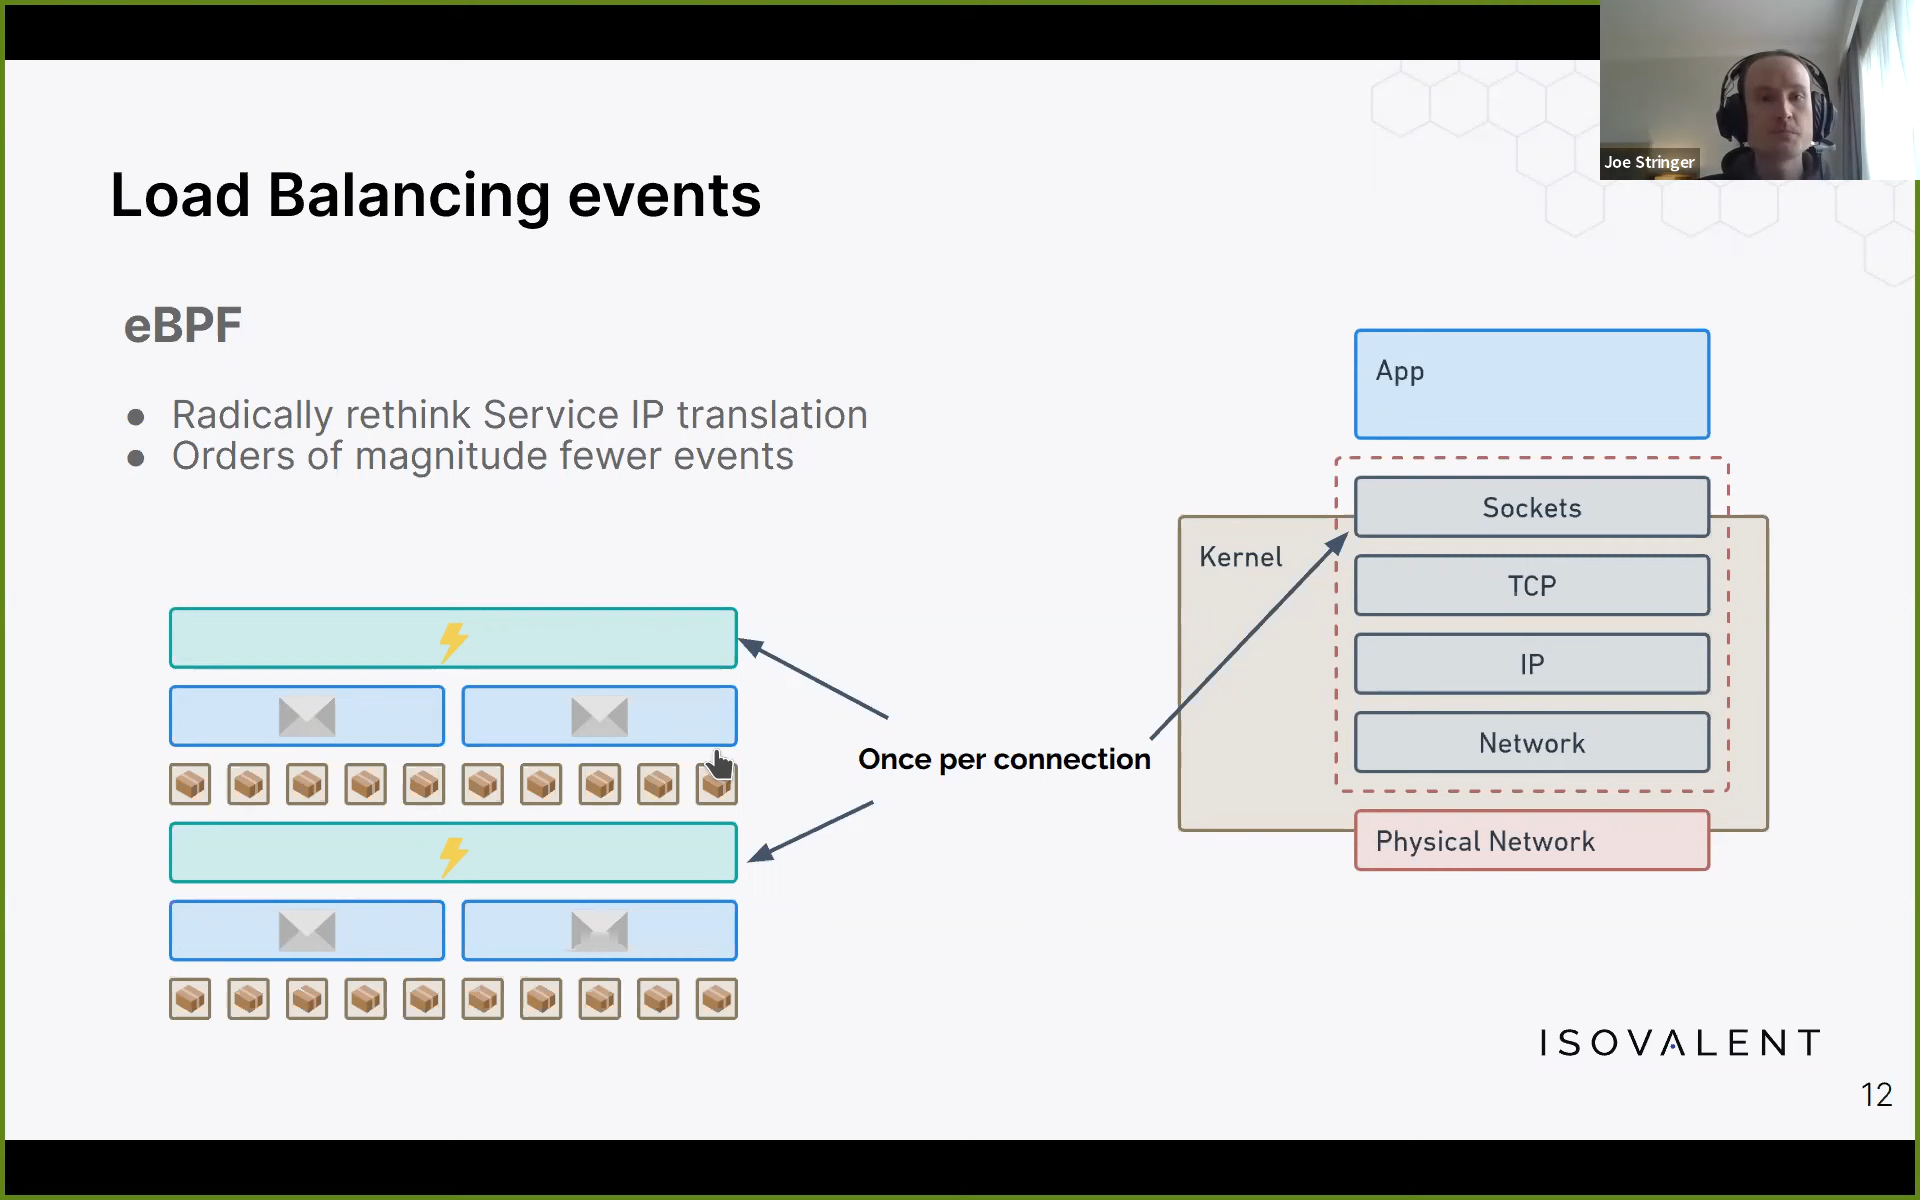 Joe Stringer
Load Balancing events
eBPF
● Radically rethink Service IP translation
● Orders of magnitude fewer events
App
Sockets
Kernel
TCP
IP
Network
Once per connection
Physical Network
ISOVALENT
12